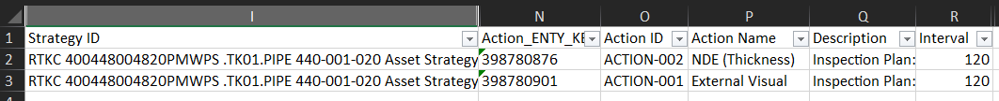 I N O P Q R
1 Strategy ID Action_ENTY_KE Action ID Action Name Description Interval
2 RTKC 400448004820PMWPS .TK01.PIPE 440-001-020 Asset Strategy 398780876 ACTION-002 NDE (Thickness) Inspection Plan: 120
3 RTKC 400448004820PMWPS .TK01.PIPE 440-001-020 Asset Strategy 398780901 ACTION-001 External Visual Inspection Plan: 120